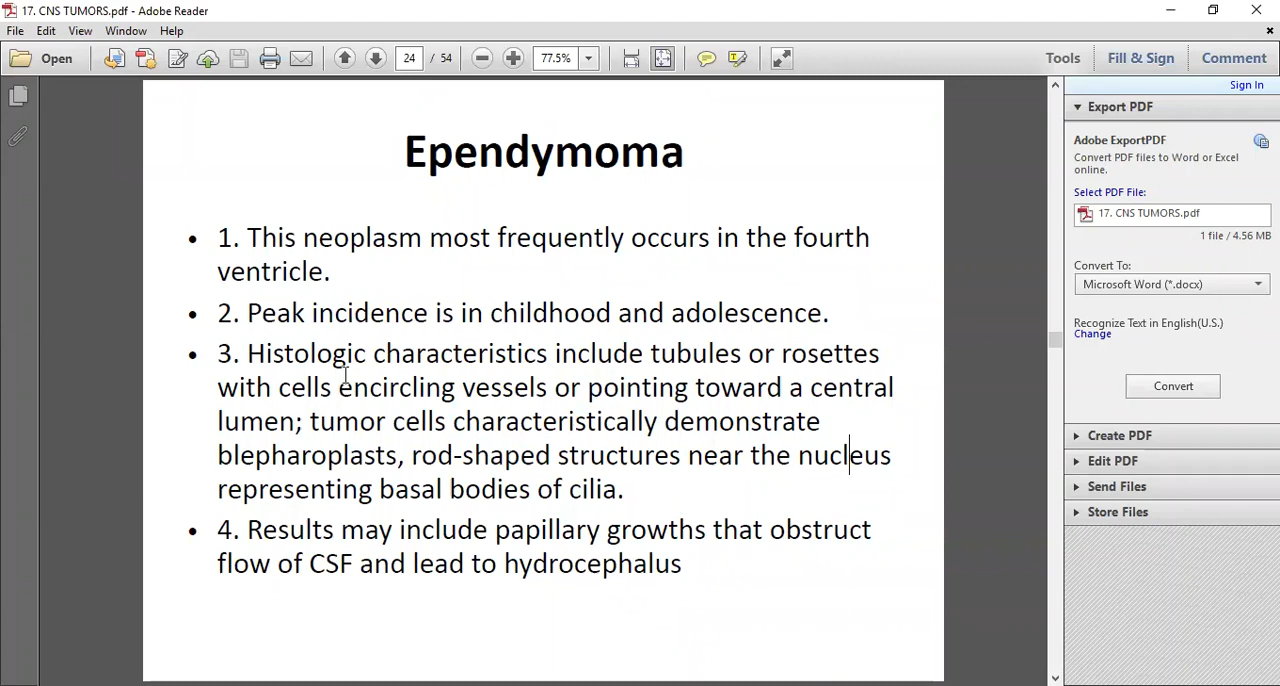 17. CNS TUMORS.pdf - Adobe Reader
File Edit View Window Help
Open 24 / 54 77.5% Tools Fill & Sign Comment
Sign In
Export PDF
Adobe ExportPDF
Convert PDF files to Word or Excel
online.
Select PDF File:
17. CNS TUMORS.pdf
1 file / 4.56 MB
Convert To:
Microsoft Word (*.docx)
Recognize Text in English(U.S.)
Change
Convert
Create PDF
Edit PDF
Send Files
Store Files
Ependymoma
• 1. This neoplasm most frequently occurs in the fourth
ventricle.
• 2. Peak incidence is in childhood and adolescence.
• 3. Histologic characteristics include tubules or rosettes
with cells encircling vessels or pointing toward a central
lumen; tumor cells characteristically demonstrate
blepharoplasts, rod-shaped structures near the nucleus
representing basal bodies of cilia.
• 4. Results may include papillary growths that obstruct
flow of CSF and lead to hydrocephalus